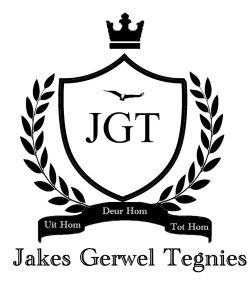 JGT
Uit Hom
Deur Hom
Tot Hom
Jakes Gerwel Tegnies